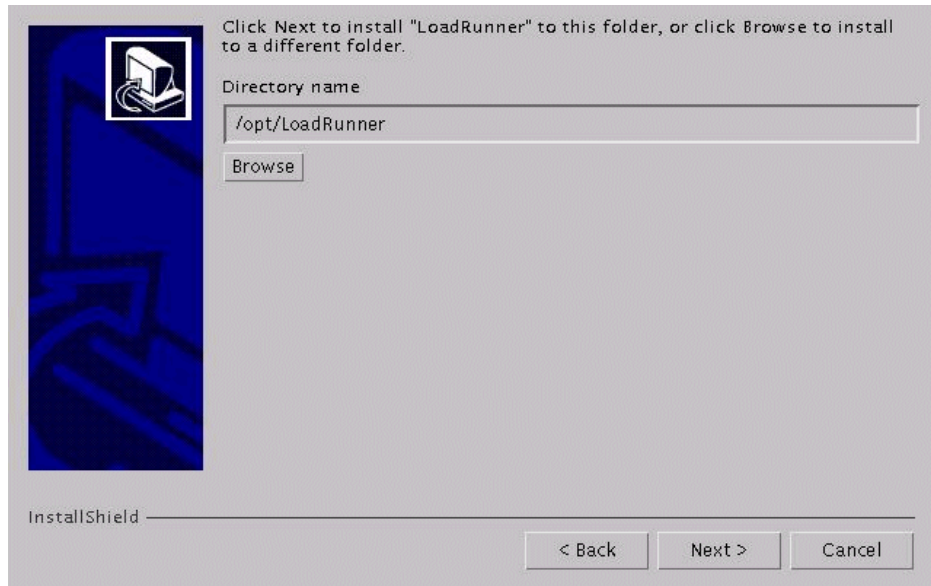 Click Next to install "LoadRunner" to this folder, or click Browse to install
to a different folder.
Directory name
/opt/LoadRunner
Browse
InstallShield
< Back
Next >
Cancel